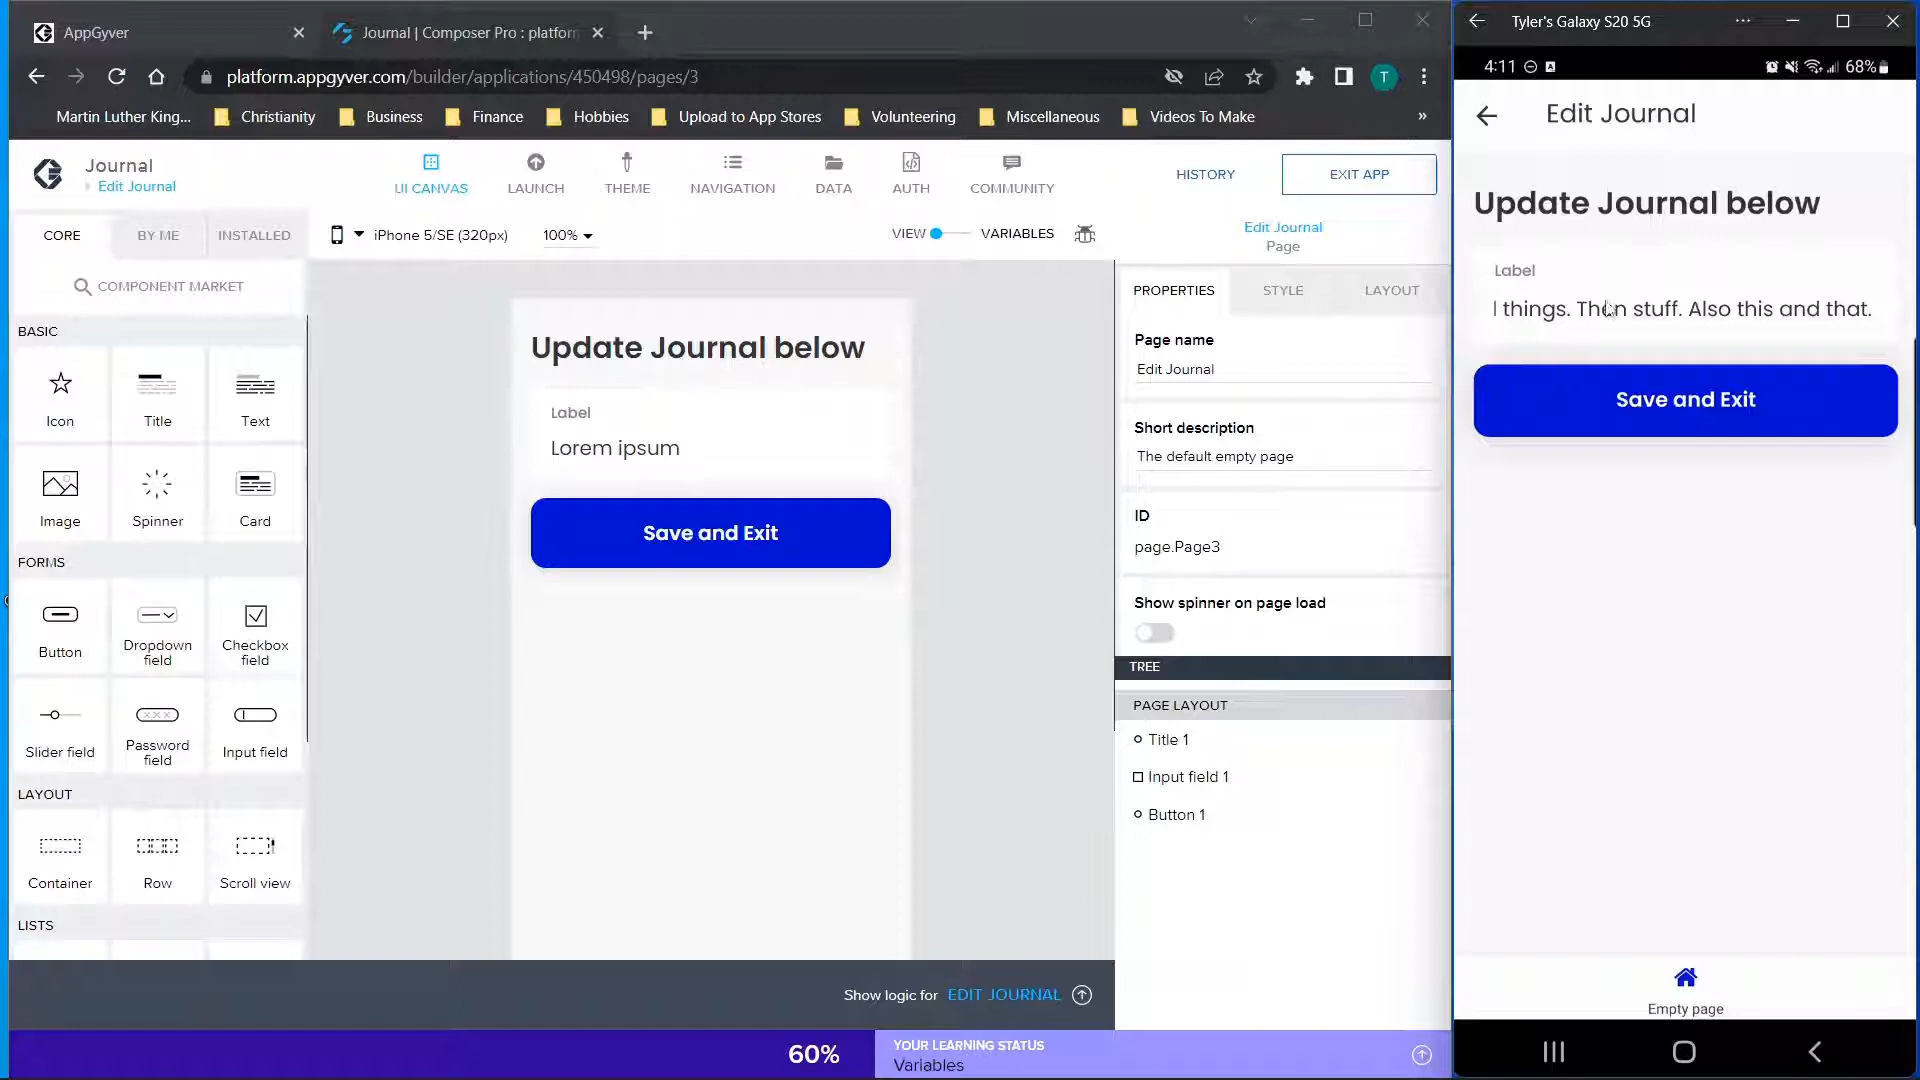 AppGyver
Journal | Composer Pro : platforn
platform.appgyver.com/builder/applications/450498/pages/3
T
Martin Luther King...
Christianity
Business
Finance
Hobbies
Upload to App Stores
Volunteering
Miscellaneous
Videos To Make
»
Journal
Edit Journal
UI CANVAS
LAUNCH
THEME
NAVIGATION
DATA
AUTH
COMMUNITY
HISTORY
EXIT APP
CORE
BY ME
INSTALLED
iPhone 5/SE (320px)
100%
VIEW
VARIABLES
Edit Journal
Page
COMPONENT MARKET
BASIC
Icon
Title
Text
Image
Spinner
Card
FORMS
Button
Dropdown
field
Checkbox
field
Slider field
Password
field
Input field
LAYOUT
Container
Row
Scroll view
LISTS
Update Journal below
Label
Lorem ipsum
Save and Exit
PROPERTIES
STYLE
LAYOUT
Page name
Edit Journal
Short description
The default empty page
ID
page.Page3
Show spinner on page load
TREE
PAGE LAYOUT
Title 1
Input field 1
Button 1
Show logic for EDIT JOURNAL
60%
YOUR LEARNING STATUS
Variables
Tyler's Galaxy S20 5G
4:11
68%
Edit Journal
Update Journal below
Label
l things. Then stuff. Also this and that.
Save and Exit
Empty page